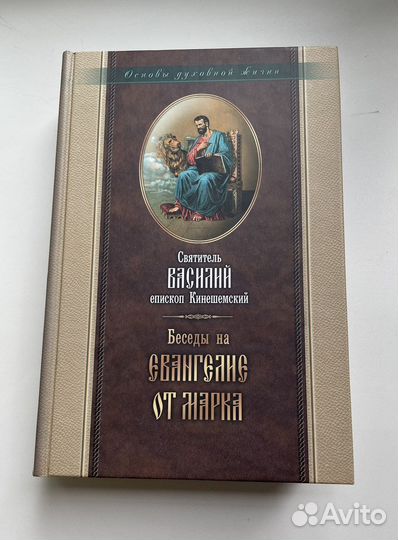 Основы духовной жизни
Святитель
ВАСИЛИЙ
епископ Кинешемский
Беседы на
ЕВАНГЕЛИЕ
ОТ МАРКА
Avito